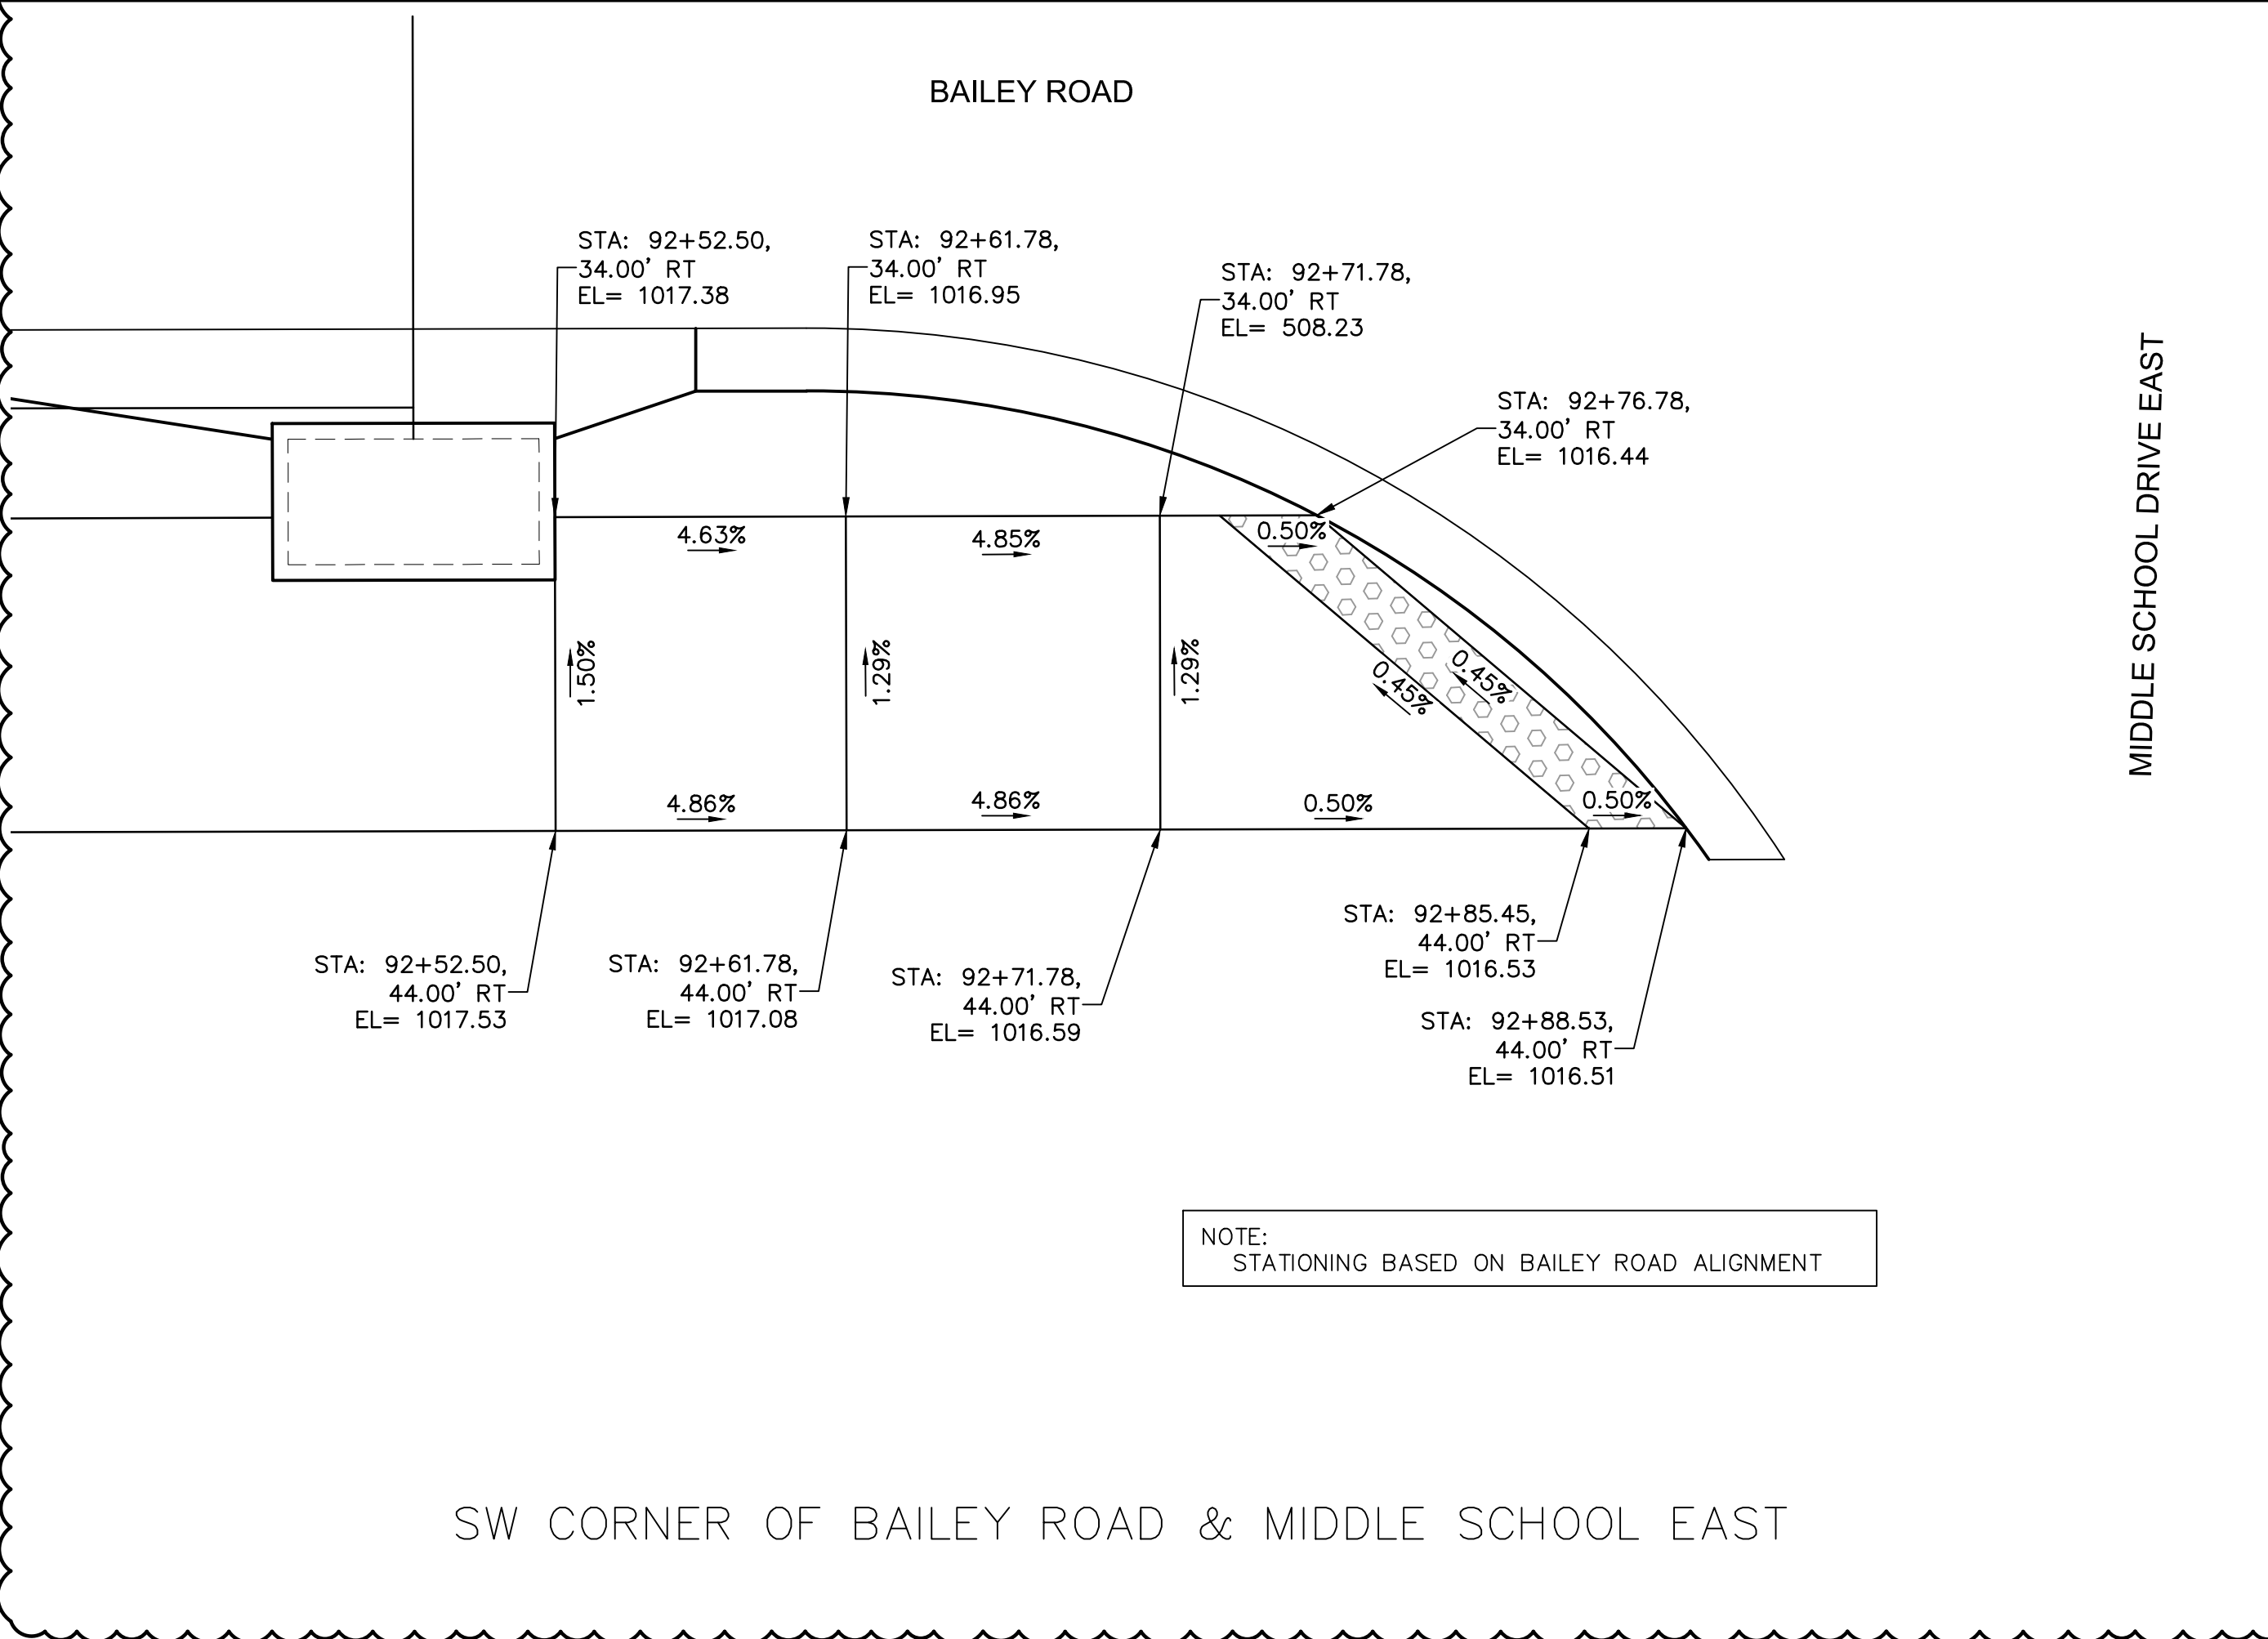 BAILEY ROAD
STA: 92+52.50,
34.00' RT
EL= 1017.38
STA: 92+61.78,
34.00' RT
EL= 1016.95
STA: 92+71.78,
34.00' RT
EL= 508.23
STA: 92+76.78,
34.00' RT
EL= 1016.44
MIDDLE SCHOOL DRIVE EAST
4.63%
4.85%
0.50%
1.50%
1.29%
1.29%
0.45%
0.45%
4.86%
4.86%
0.50%
0.50%
STA: 92+52.50,
44.00' RT
EL= 1017.53
STA: 92+61.78,
44.00' RT
EL= 1017.08
STA: 92+71.78,
44.00' RT
EL= 1016.59
STA: 92+85.45,
44.00' RT
EL= 1016.53
STA: 92+88.53,
44.00' RT
EL= 1016.51
NOTE:
STATIONING BASED ON BAILEY ROAD ALIGNMENT
SW CORNER OF BAILEY ROAD & MIDDLE SCHOOL EAST